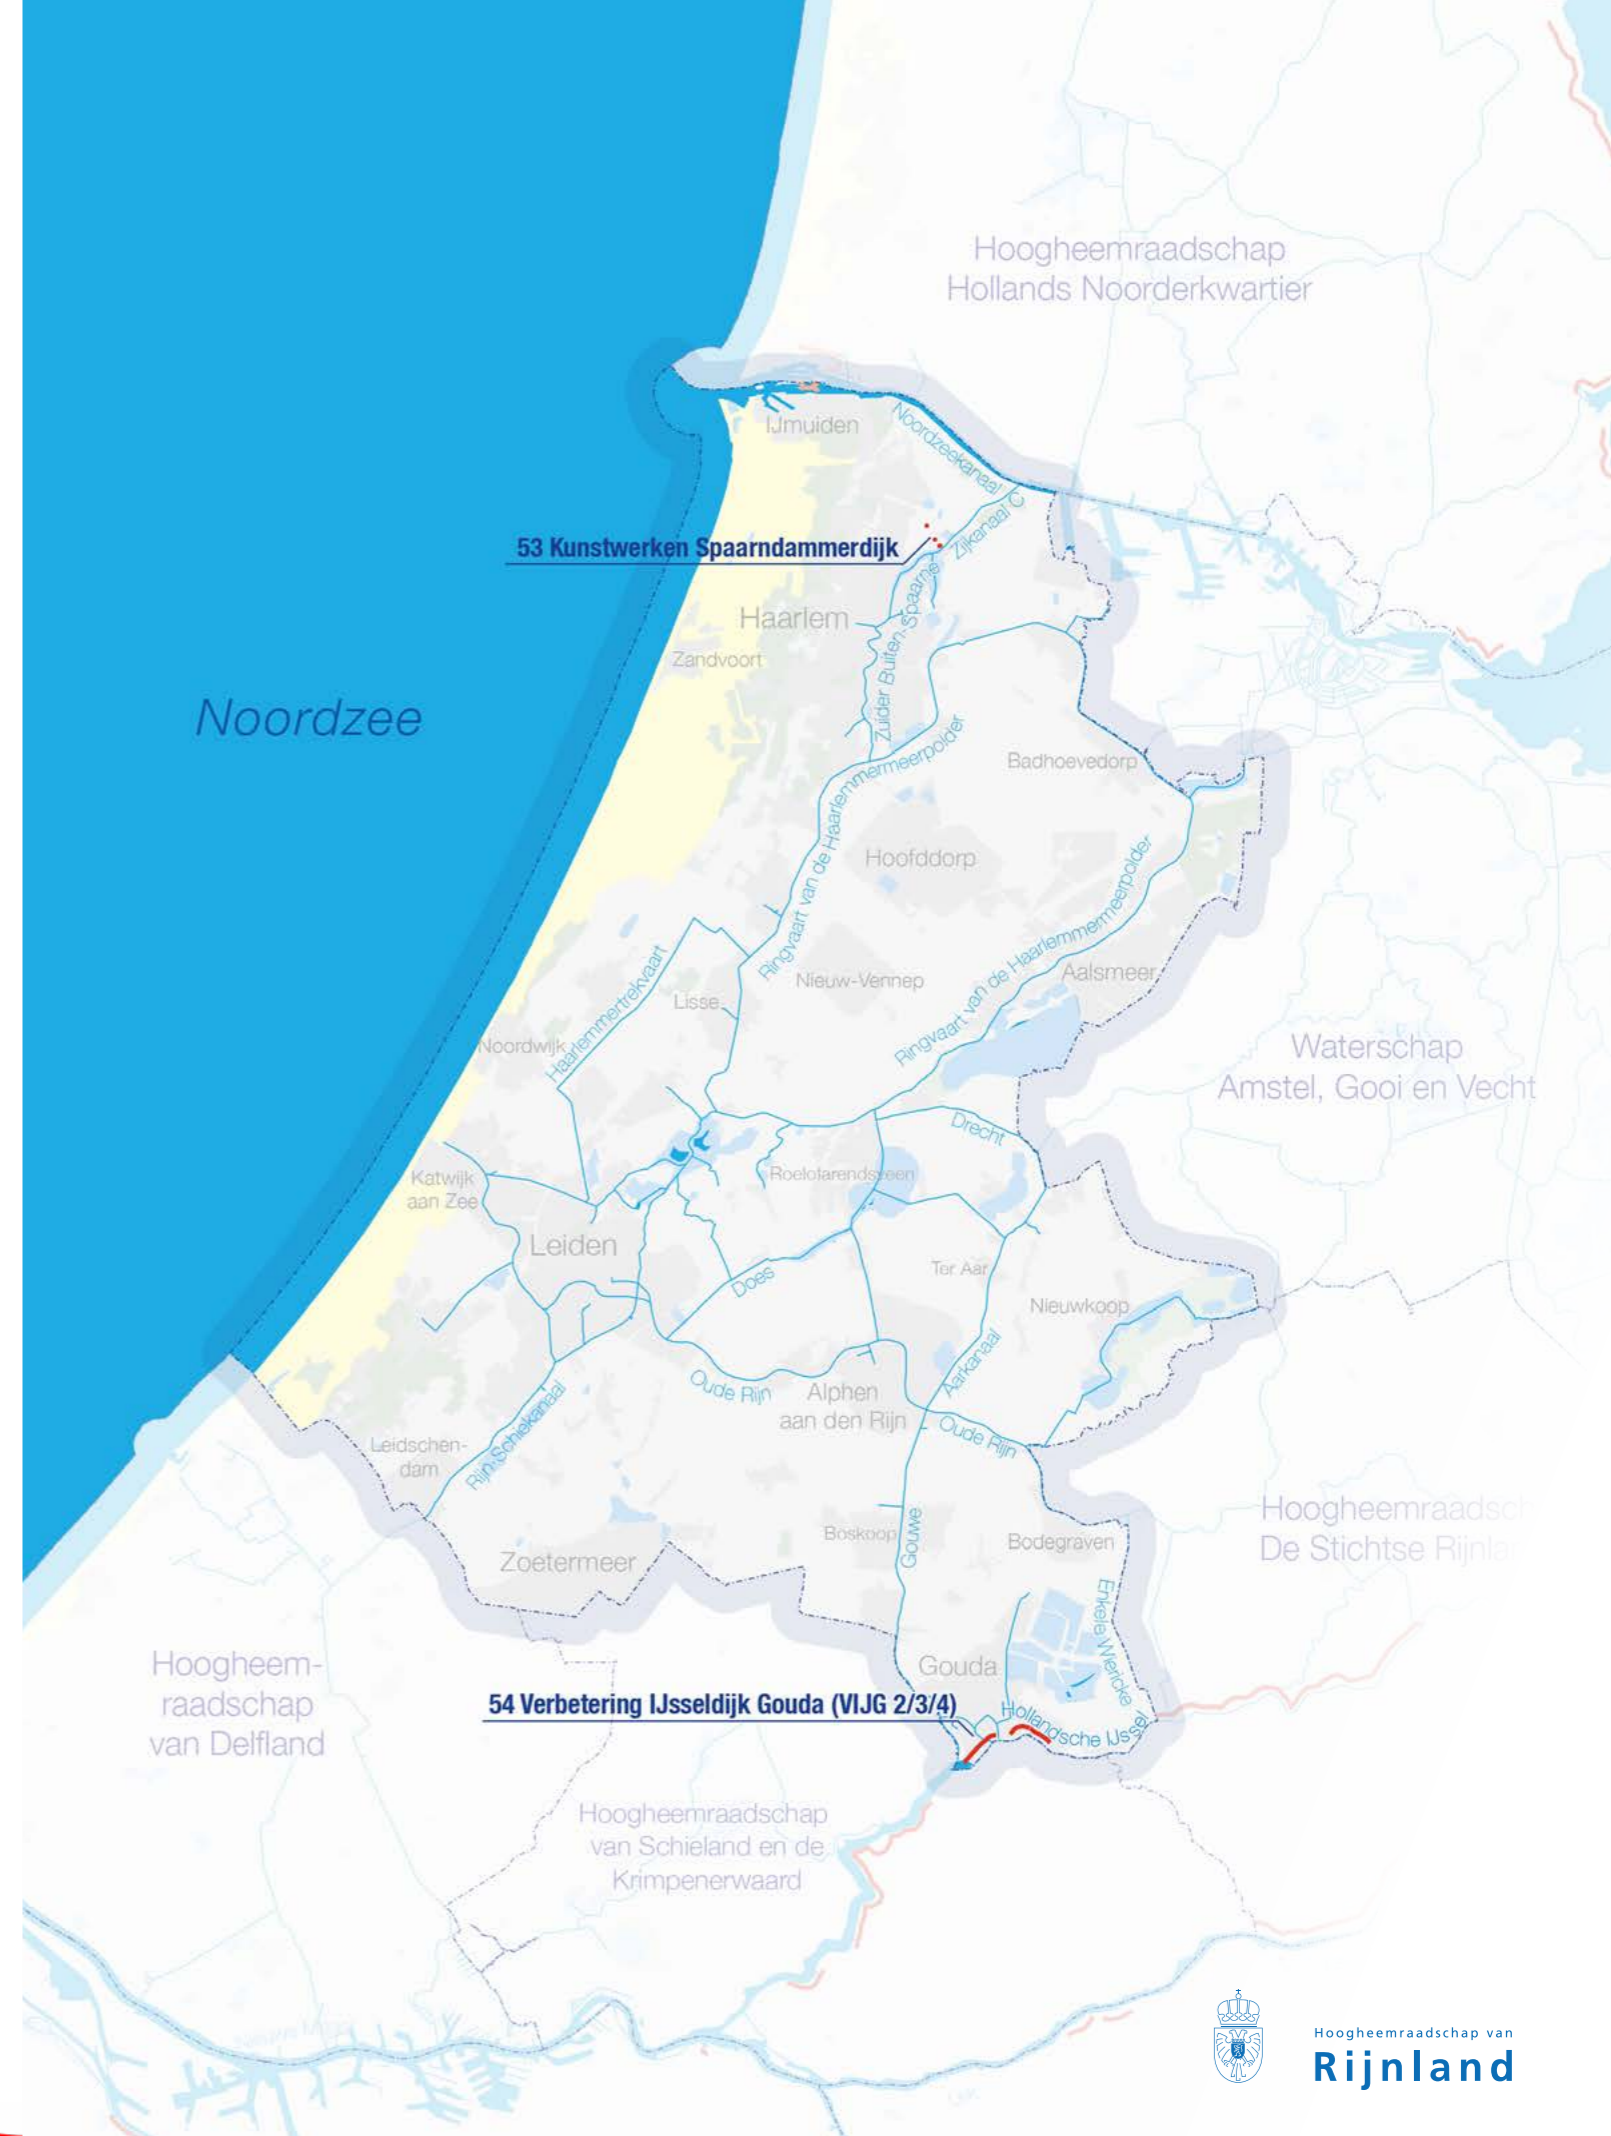 Hoogheemraadschap
Hollands Noorderkwartier
IJmuiden
Noordzeekanaal
Zijkanaal C
53 Kunstwerken Spaarndammerdijk
Zuider Buiten Spaarne
Haarlem
Zandvoort
Noordzee
Badhoevedorp
Ringvaart van de Haarlemmermeerpolder
Hoofddorp
Ringvaart van de Haarlemmermeerpolder
Aalsmeer
Nieuw-Vennep
Haarlemmertrekvaart
Lisse
Noordwijk
Waterschap
Amstel, Gooi en Vecht
Drecht
Katwijk
aan Zee
Roelofarendsveen
Leiden
Does
Ter Aar
Nieuwkoop
Aarkanaal
Oude Rijn
Alphen
aan den Rijn
Oude Rijn
Leidschen-
dam
Rijn-Schiekanaal
Hoogheemraadsch
De Stichtse Rijnla
Boskoop
Gouwe
Bodegraven
Zoetermeer
Enkele Wiericke
Hoogheem-
raadschap
van Delfland
Gouda
54 Verbetering IJsseldijk Gouda (VIJG 2/3/4)
Hollandsche IJssel
Hoogheemraadschap
van Schieland en de
Krimpenerwaard
Hoogheemraadschap van
Rijnland